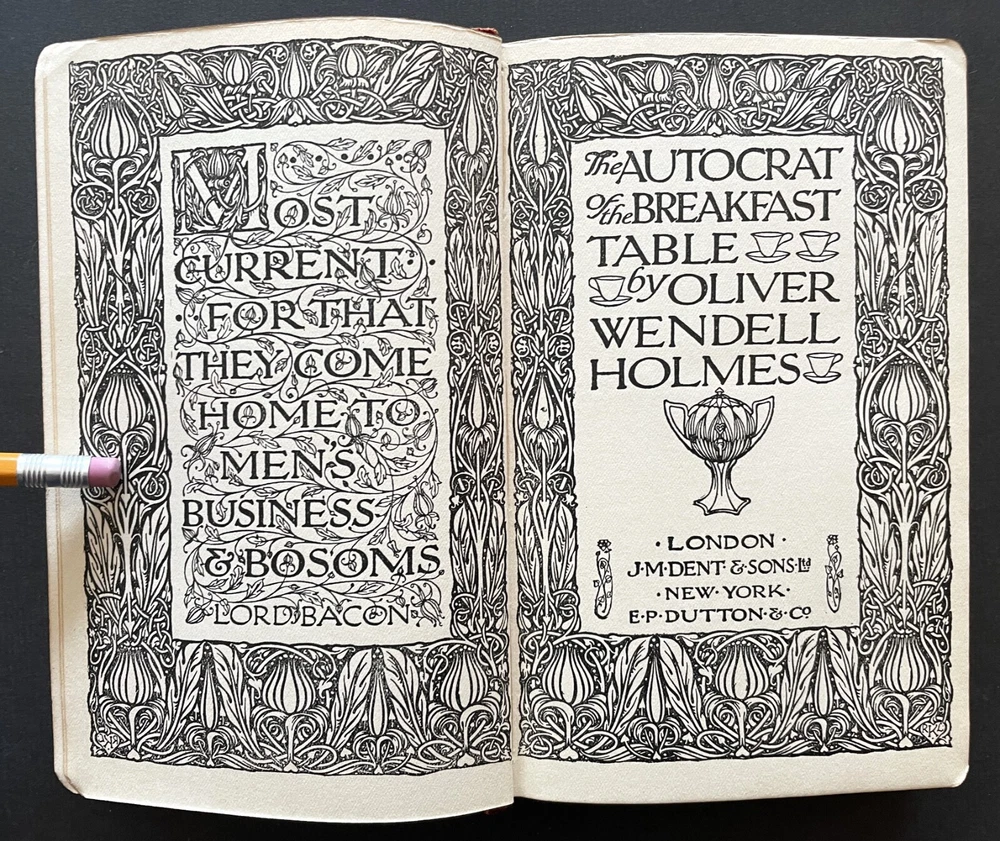 MOST
CURRENT
FOR THAT
THEY COME
HOME TO
MEN'S
BUSINESS
& BOSOMS
LORD BACON
The AUTOCRAT
of the BREAKFAST
TABLE
by OLIVER
WENDELL
HOLMES
· LONDON ·
J·M·DENT & SONS·Ltd
· NEW·YORK ·
E·P·DUTTON·&·Co